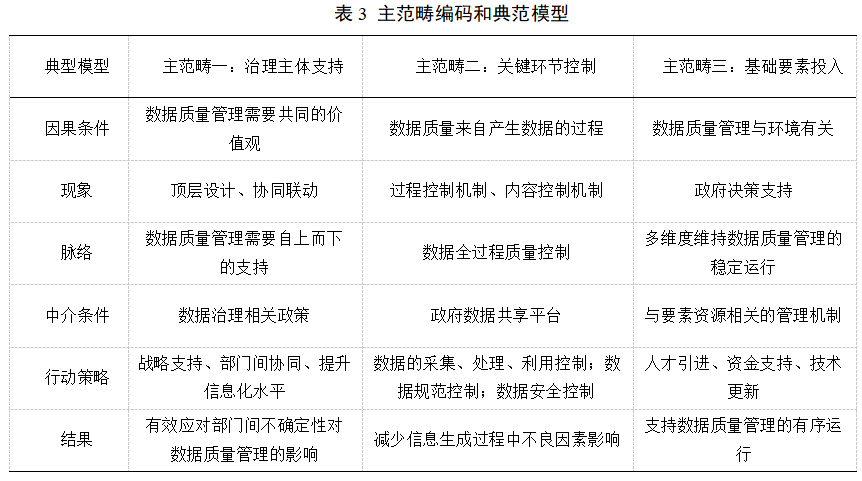 表 3 主范畴编码和典范模型
典型模型 主范畴一：治理主体支持 主范畴二：关键环节控制 主范畴三：基础要素投入
因果条件 数据质量管理需要共同的价值观 数据质量来自产生数据的过程 数据质量管理与环境有关
现象 顶层设计、协同联动 过程控制机制、内容控制机制 政府决策支持
脉络 数据质量管理需要自上而下的支持 数据全过程质量控制 多维度维持数据质量管理的稳定运行
中介条件 数据治理相关政策 政府数据共享平台 与要素资源相关的管理机制
行动策略 战略支持、部门间协同、提升信息化水平 数据的采集、处理、利用控制；数据规范控制；数据安全控制 人才引进、资金支持、技术更新
结果 有效应对部门间不确定性对数据质量管理的影响 减少信息生成过程中不良因素影响 支持数据质量管理的有序运行